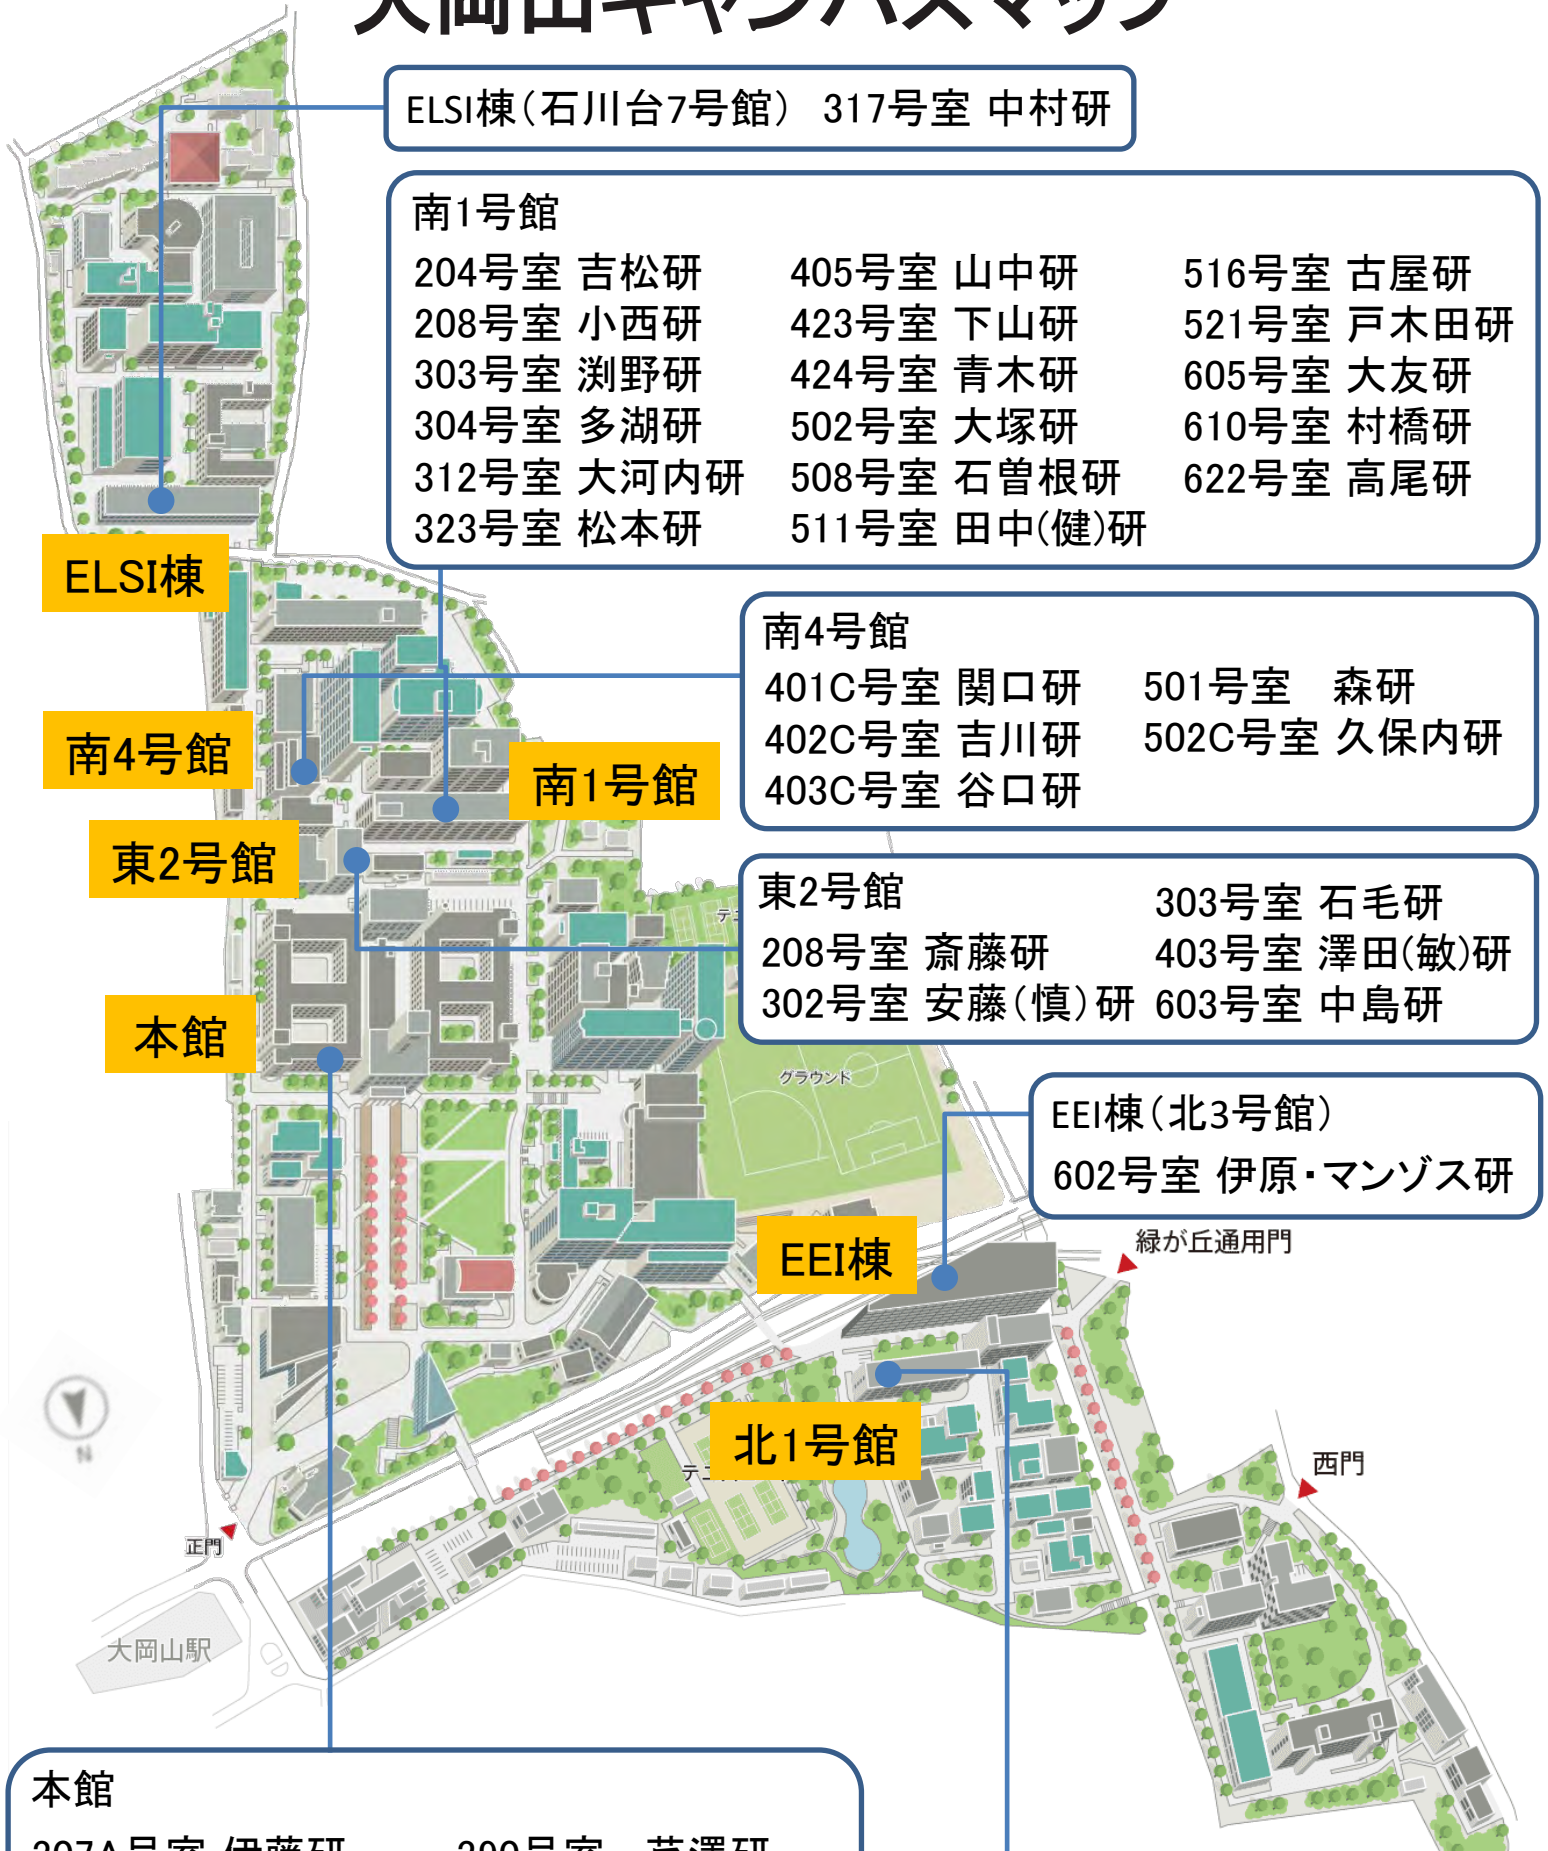 大岡山キャンパスマップ
ELSI棟（石川台7号館） 317号室 中村研
南1号館
204号室 吉松研
208号室 小西研
303号室 渕野研
304号室 多湖研
312号室 大河内研
323号室 松本研
405号室 山中研
423号室 下山研
424号室 青木研
502号室 大塚研
508号室 石曽根研
511号室 田中(健)研
516号室 古屋研
521号室 戸木田研
605号室 大友研
610号室 村橋研
622号室 高尾研
ELSI棟
南4号館
401C号室 関口研
402C号室 吉川研
403C号室 谷口研
501号室 森研
502C号室 久保内研
南4号館
南1号館
東2号館
東2号館
208号室 斎藤研
302号室 安藤（慎）研
303号室 石毛研
403号室 澤田(敏)研
603号室 中島研
本館
グラウンド
EEI棟（北3号館）
602号室 伊原・マンゾス研
EEI棟
緑が丘通用門
北1号館
西門
正門
大岡山駅
N
本館